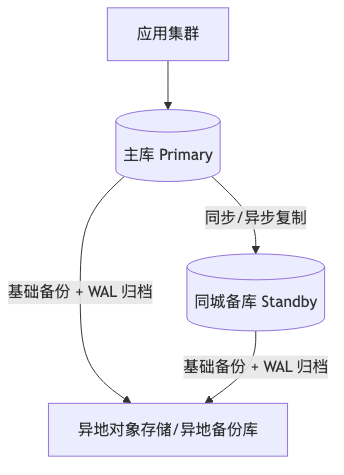 应用集群
主库 Primary
同步/异步复制
基础备份 + WAL 归档
同城备库 Standby
基础备份 + WAL 归档
异地对象存储/异地备份库